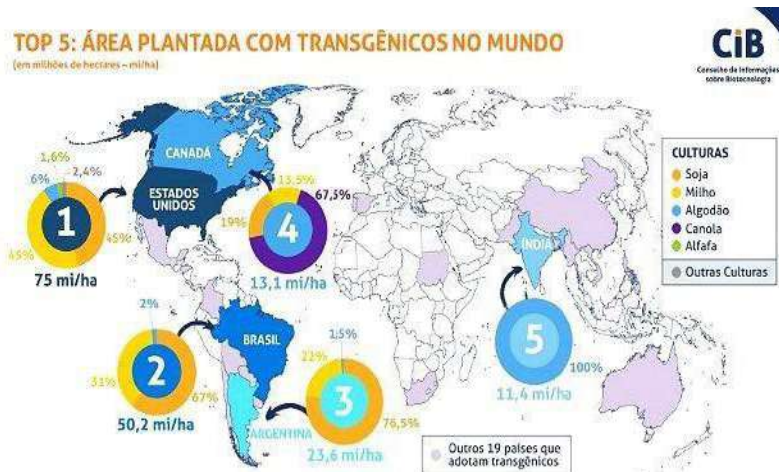 TOP 5: ÁREA PLANTADA COM TRANSGÊNICOS NO MUNDO
(em milhões de hectares – mi/ha)
CiB
Conselho de Informações
sobre Biotecnologia
CANADÁ
ESTADOS
UNIDOS
1,6%
2,4%
6%
1
45%
45%
75 mi/ha
13,5%
67,5%
19%
4
13,1 mi/ha
CULTURAS
Soja
Milho
Algodão
Canola
Alfafa
Outras Culturas
ÍNDIA
5
100%
11,4 mi/ha
2%
BRASIL
2
31%
67%
50,2 mi/ha
1,5%
22%
3
76,5%
ARGENTINA
23,6 mi/ha
Outros 19 países que
adotam transgênicos